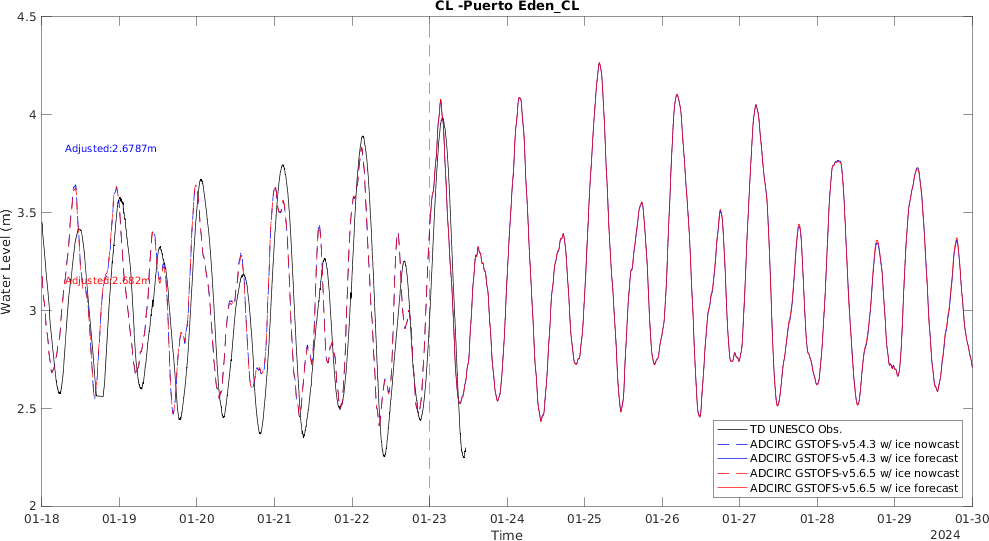 CL -Puerto Eden_CL
4.5
4
3.5
3
2.5
2
Water Level (m)
Adjusted:2.6787m
Adjusted:2.682m
TD UNESCO Obs.
ADCIRC GSTOFS-v5.4.3 w/ ice nowcast
ADCIRC GSTOFS-v5.4.3 w/ ice forecast
ADCIRC GSTOFS-v5.6.5 w/ ice nowcast
ADCIRC GSTOFS-v5.6.5 w/ ice forecast
01-18 01-19 01-20 01-21 01-22 01-23 01-24 01-25 01-26 01-27 01-28 01-29 01-30
Time
2024